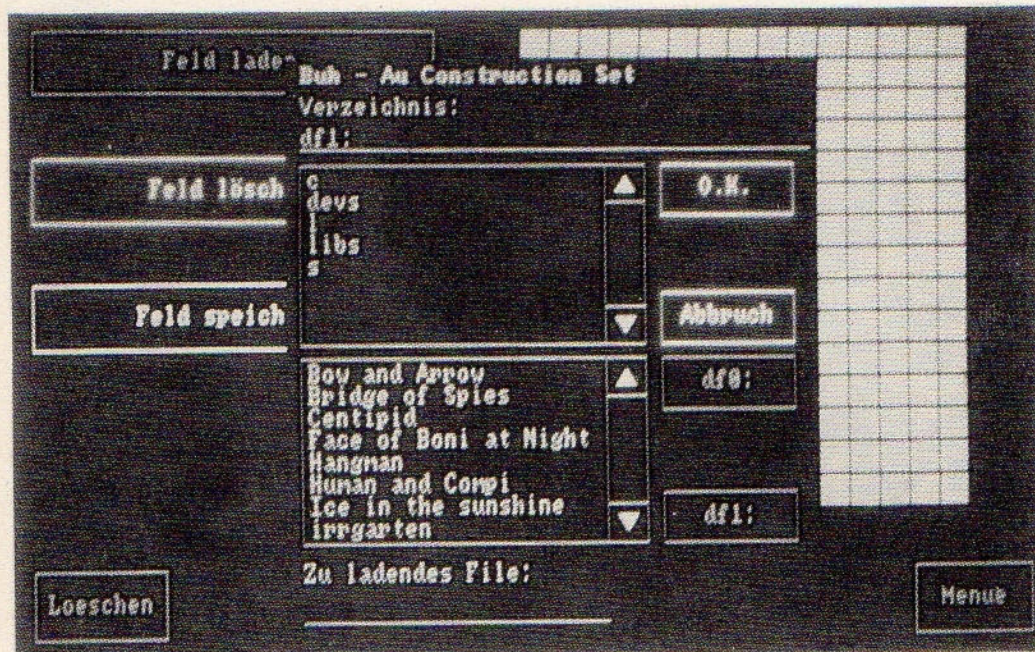 Feld lade
Buh - Au Construction Set
Verzeichnis:
df1:
Feld lösch
c
devs
l
libs
s
O.K.
Feld speich
Abbruch
Bow and Arrow
Bridge of Spies
Centipid
Face of Boni at Night
Hangman
Human and Compi
Ice in the sunshine
irrgarten
df0:
df1:
Zu ladendes File:
Loeschen
Menue